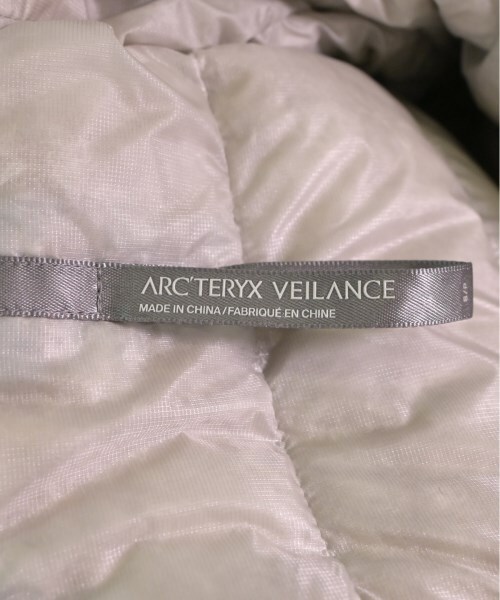 ARC'TERYX VEILANCE
MADE IN CHINA/FABRIQUÉ EN CHINE
S/P